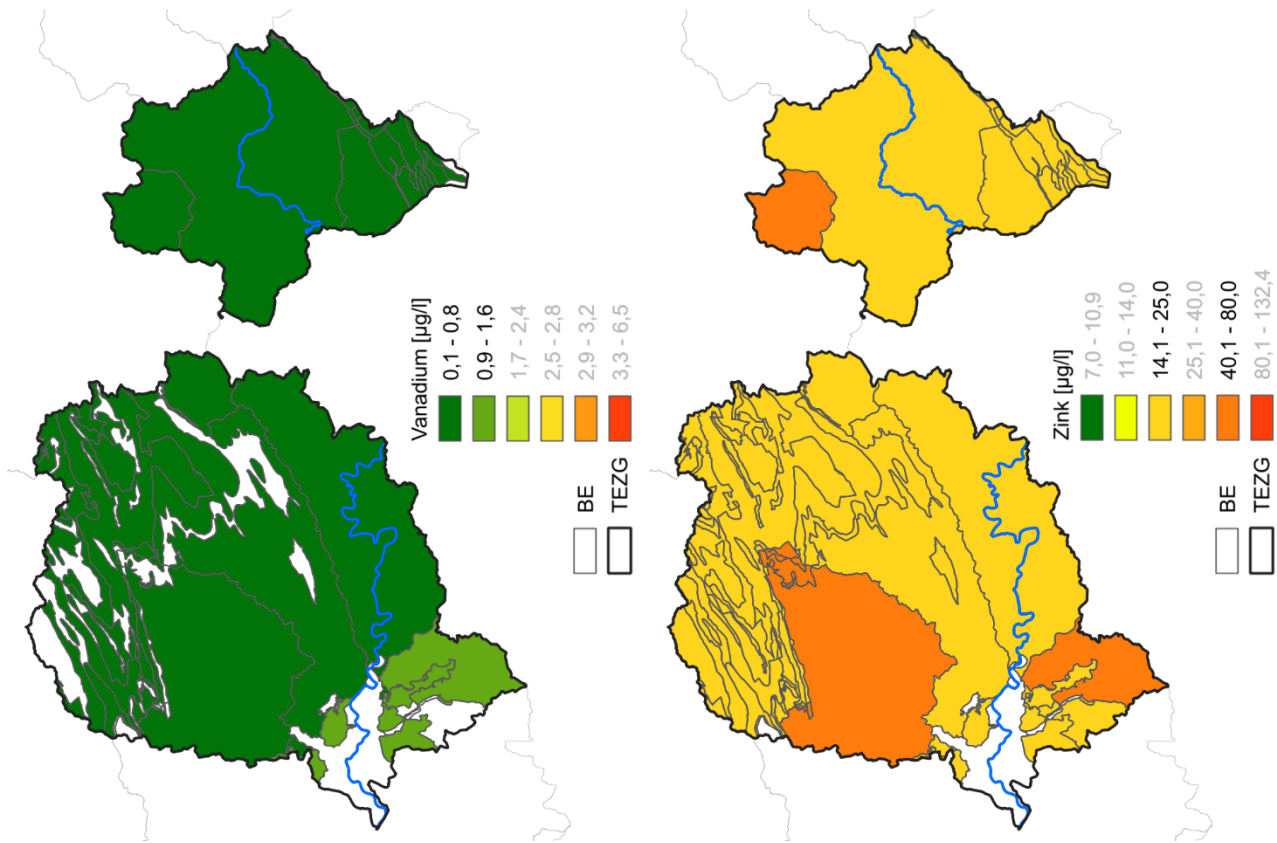 Vanadium [µg/l]
0,1 - 0,8
0,9 - 1,6
1,7 - 2,4
2,5 - 2,8
2,9 - 3,2
3,3 - 6,5
BE
TEZG
Zink [µg/l]
7,0 - 10,9
11,0 - 14,0
14,1 - 25,0
25,1 - 40,0
40,1 - 80,0
80,1 - 132,4
BE
TEZG